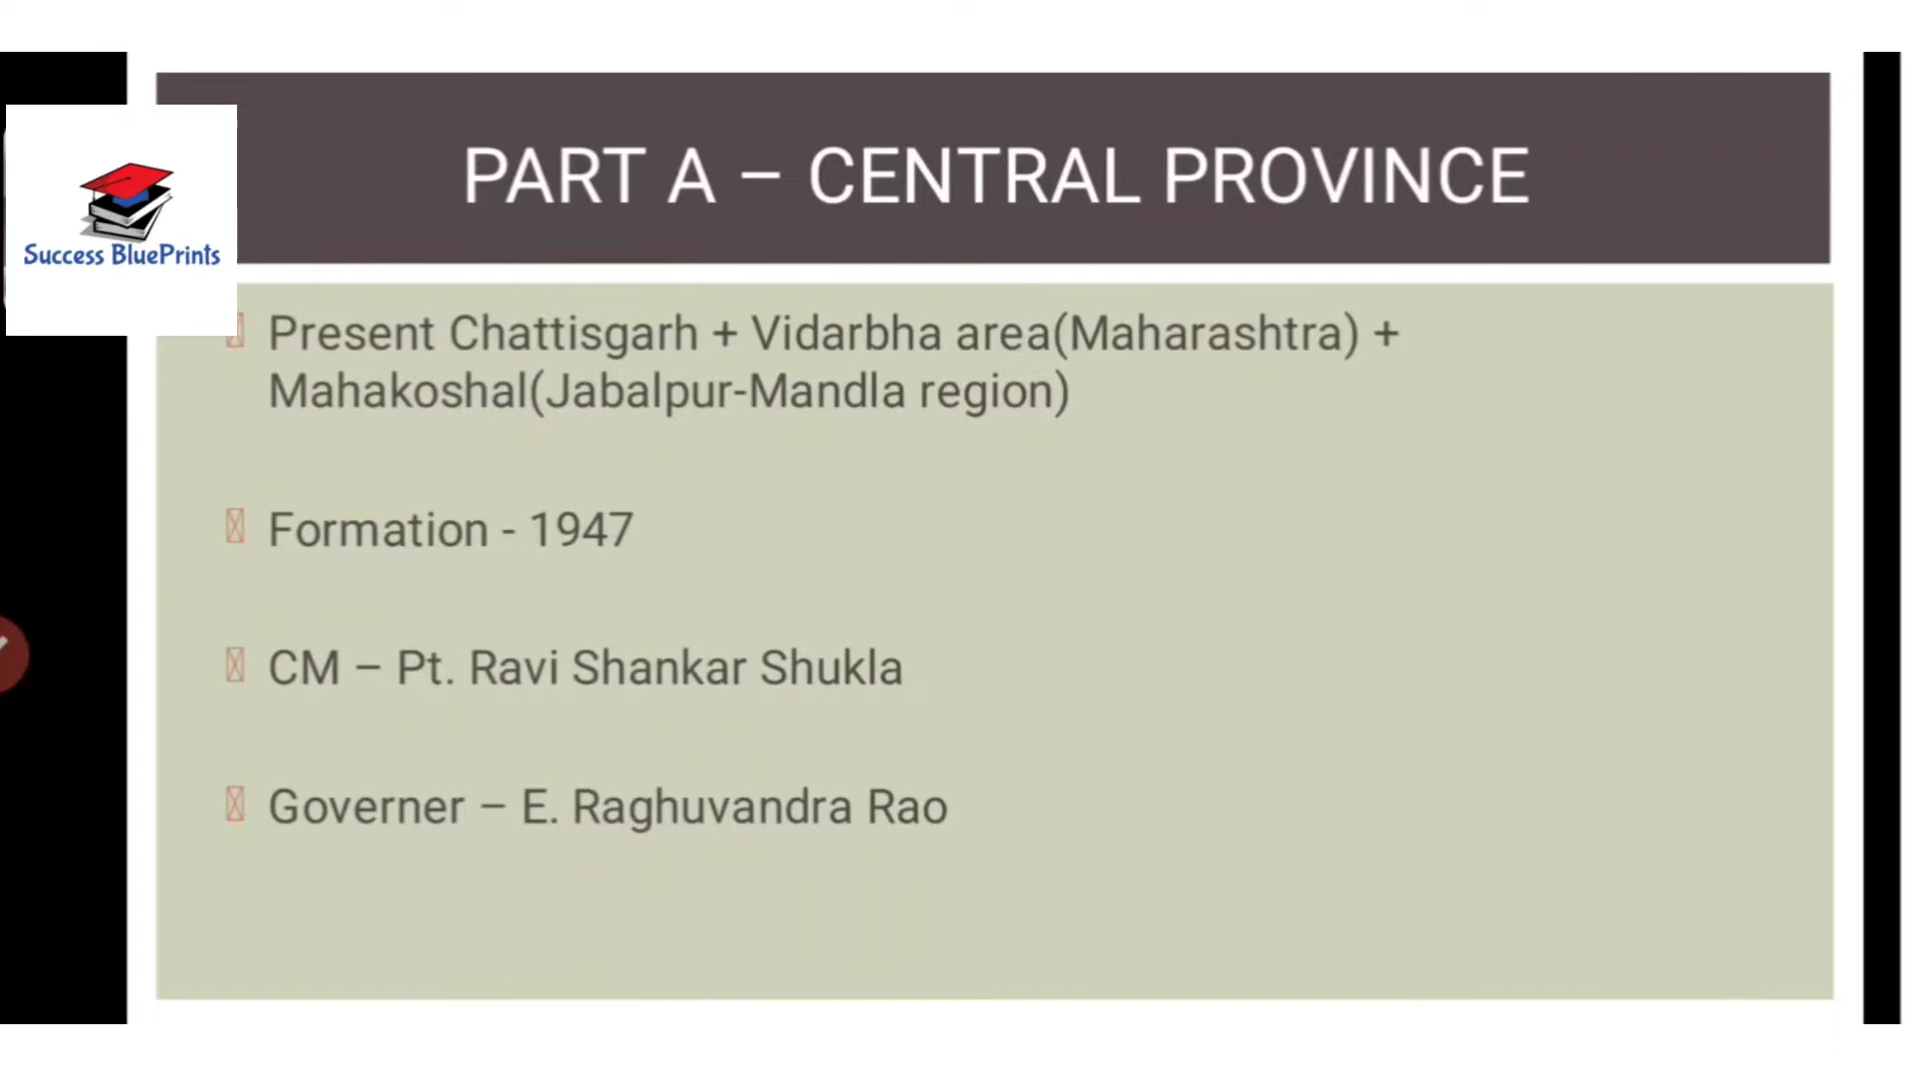 PART A – CENTRAL PROVINCE
Success BluePrints
Present Chattisgarh + Vidarbha area(Maharashtra) +
Mahakoshal(Jabalpur-Mandla region)
Formation - 1947
CM – Pt. Ravi Shankar Shukla
Governer – E. Raghuvandra Rao